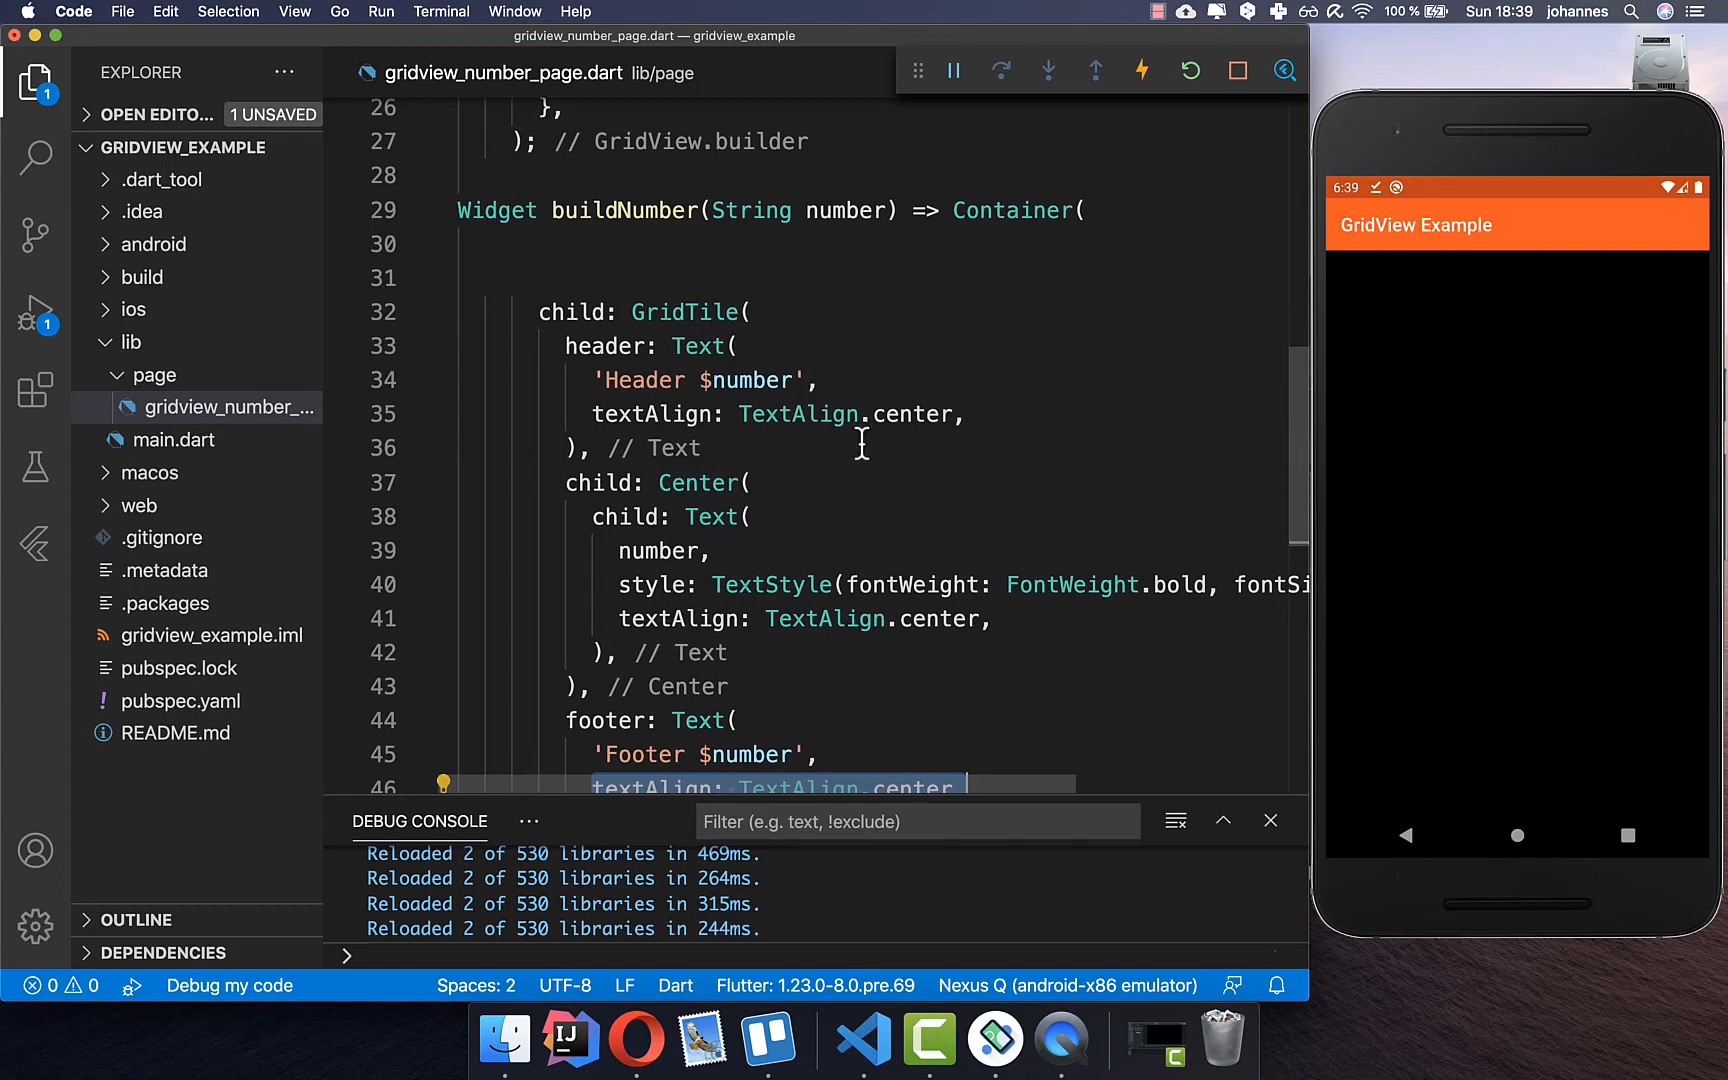 Code File Edit Selection View Go Run Terminal Window Help 100 % Sun 18:39 johannes
gridview_number_page.dart — gridview_example
EXPLORER
OPEN EDITO... 1 UNSAVED
GRIDVIEW_EXAMPLE
.dart_tool
.idea
android
build
ios
lib
page
gridview_number_...
main.dart
macos
web
.gitignore
.metadata
.packages
gridview_example.iml
pubspec.lock
pubspec.yaml
README.md
OUTLINE
DEPENDENCIES
1
1
gridview_number_page.dart lib/page
26 },
27 ); // GridView.builder
28
29 Widget buildNumber(String number) => Container(
30
31
32 child: GridTile(
33 header: Text(
34 'Header $number',
35 textAlign: TextAlign.center,
36 ), // Text
37 child: Center(
38 child: Text(
39 number,
40 style: TextStyle(fontWeight: FontWeight.bold, fontSi
41 textAlign: TextAlign.center,
42 ), // Text
43 ), // Center
44 footer: Text(
45 'Footer $number',
46 textAlign: TextAlign.center
DEBUG CONSOLE Filter (e.g. text, !exclude)
Reloaded 2 of 530 libraries in 469ms.
Reloaded 2 of 530 libraries in 264ms.
Reloaded 2 of 530 libraries in 315ms.
Reloaded 2 of 530 libraries in 244ms.
0 0 Debug my code Spaces: 2 UTF-8 LF Dart Flutter: 1.23.0-8.0.pre.69 Nexus Q (android-x86 emulator)
6:39
GridView Example
IJ